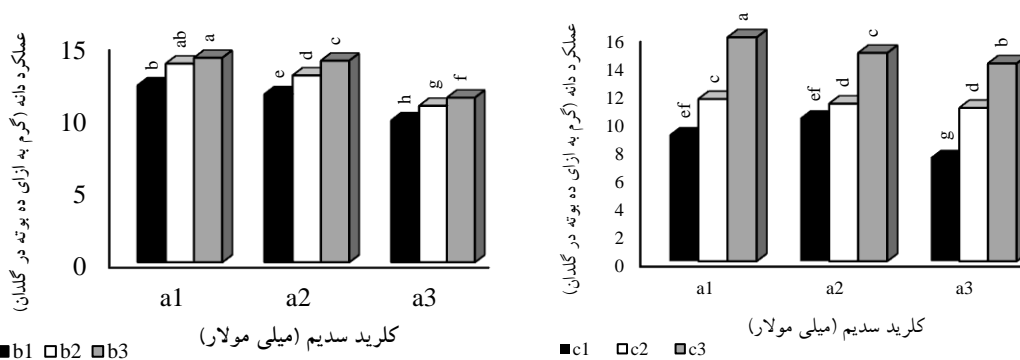 عملکرد دانه (گرم به ازای ده بوته در گلدان)
15
10
5
0
b
ab
a
e
d
c
h
g
f
a1
a2
a3
کلرید سدیم (میلی مولار)
b1 b2 b3
عملکرد دانه (گرم به ازای ده بوته در گلدان)
16
14
12
10
8
6
4
2
0
ef
c
a
ef
d
c
g
d
b
a1
a2
a3
کلرید سدیم (میلی مولار)
c1 c2 c3